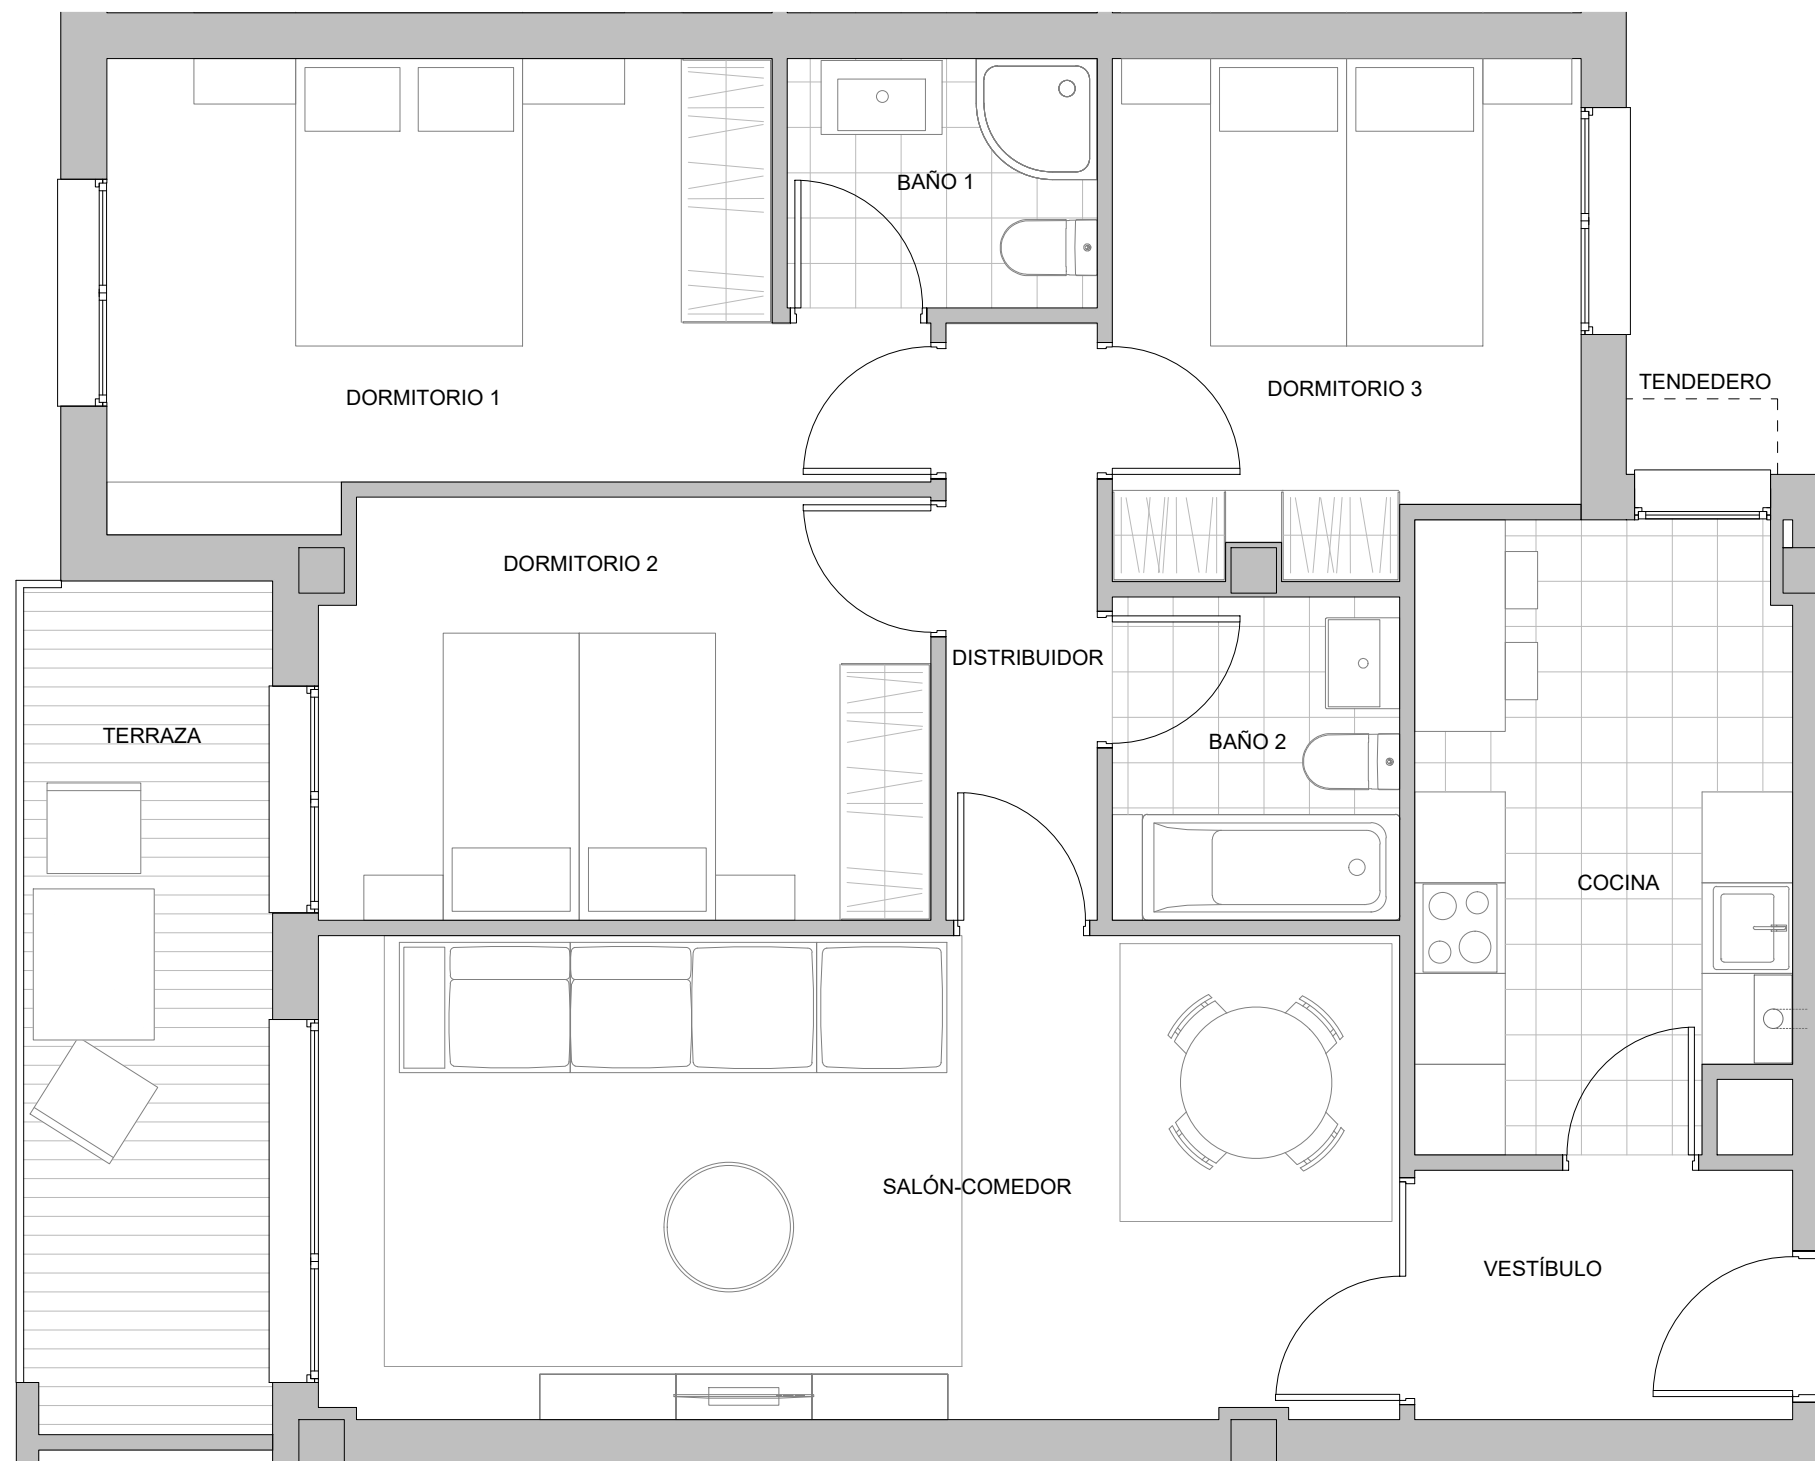 BAÑO 1
DORMITORIO 1
DORMITORIO 3
TENDEDERO
DORMITORIO 2
DISTRIBUIDOR
TERRAZA
BAÑO 2
COCINA
SALÓN-COMEDOR
VESTÍBULO